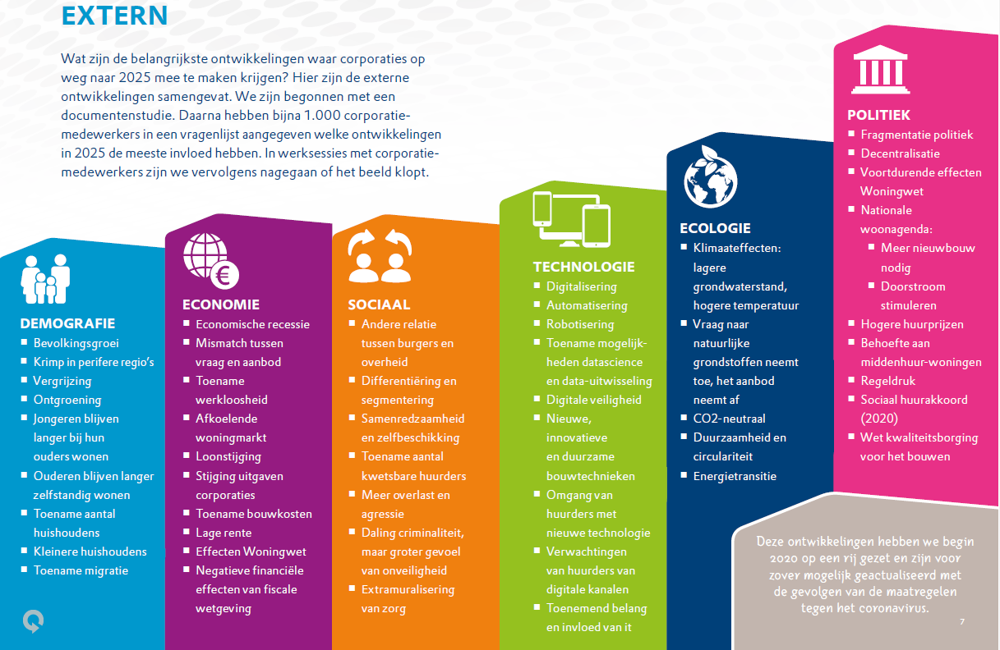 EXTERN
Wat zijn de belangrijkste ontwikkelingen waar corporaties op
weg naar 2025 mee te maken krijgen? Hier zijn de externe
ontwikkelingen samengevat. We zijn begonnen met een
documentenstudie. Daarna hebben bijna 1.000 corporatie-
medewerkers in een vragenlijst aangegeven welke ontwikkelingen
in 2025 de meeste invloed hebben. In werksessies met corporatie-
medewerkers zijn we vervolgens nagegaan of het beeld klopt.
DEMOGRAFIE
▪ Bevolkingsgroei
▪ Krimp in perifere regio's
▪ Vergrijzing
▪ Ontgroening
▪ Jongeren blijven
langer bij hun
ouders wonen
▪ Ouderen blijven langer
zelfstandig wonen
▪ Toename aantal
huishoudens
▪ Kleinere huishoudens
▪ Toename migratie
€
ECONOMIE
▪ Economische recessie
▪ Mismatch tussen
vraag en aanbod
▪ Toename
werkloosheid
▪ Afkoelende
woningmarkt
▪ Loonstijging
▪ Stijging uitgaven
corporaties
▪ Toename bouwkosten
▪ Lage rente
▪ Effecten Woningwet
▪ Negatieve financiële
effecten van fiscale
wetgeving
SOCIAAL
▪ Andere relatie
tussen burgers en
overheid
▪ Differentiëring en
segmentering
▪ Samenredzaamheid
en zelfbeschikking
▪ Toename aantal
kwetsbare huurders
▪ Meer overlast en
agressie
▪ Daling criminaliteit,
maar groter gevoel
van onveiligheid
▪ Extramuralisering
van zorg
TECHNOLOGIE
▪ Digitalisering
▪ Automatisering
▪ Robotisering
▪ Toename mogelijk-
heden datascience
en data-uitwisseling
▪ Digitale veiligheid
▪ Nieuwe,
innovatieve
en duurzame
bouwtechnieken
▪ Omgang van
huurders met
nieuwe technologie
▪ Verwachtingen
van huurders van
digitale kanalen
▪ Toenemend belang
en invloed van it
ECOLOGIE
▪ Klimaateffecten:
lagere
grondwaterstand,
hogere temperatuur
▪ Vraag naar
natuurlijke
grondstoffen neemt
toe, het aanbod
neemt af
▪ CO2-neutraal
▪ Duurzaamheid en
circulariteit
▪ Energietransitie
POLITIEK
▪ Fragmentatie politiek
▪ Decentralisatie
▪ Voortdurende effecten
Woningwet
▪ Nationale
woonagenda:
▪ Meer nieuwbouw
nodig
▪ Doorstroom
stimuleren
▪ Hogere huurprijzen
▪ Behoefte aan
middenhuur-woningen
▪ Regeldruk
▪ Sociaal huurakkoord
(2020)
▪ Wet kwaliteitsborging
voor het bouwen
Deze ontwikkelingen hebben we begin
2020 op een rij gezet en zijn voor
zover mogelijk geactualiseerd met
de gevolgen van de maatregelen
tegen het coronavirus.
7